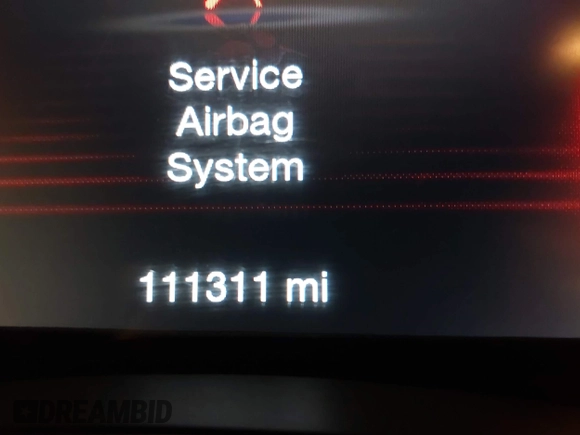 Service
Airbag
System
111311 mi
DREAMBID